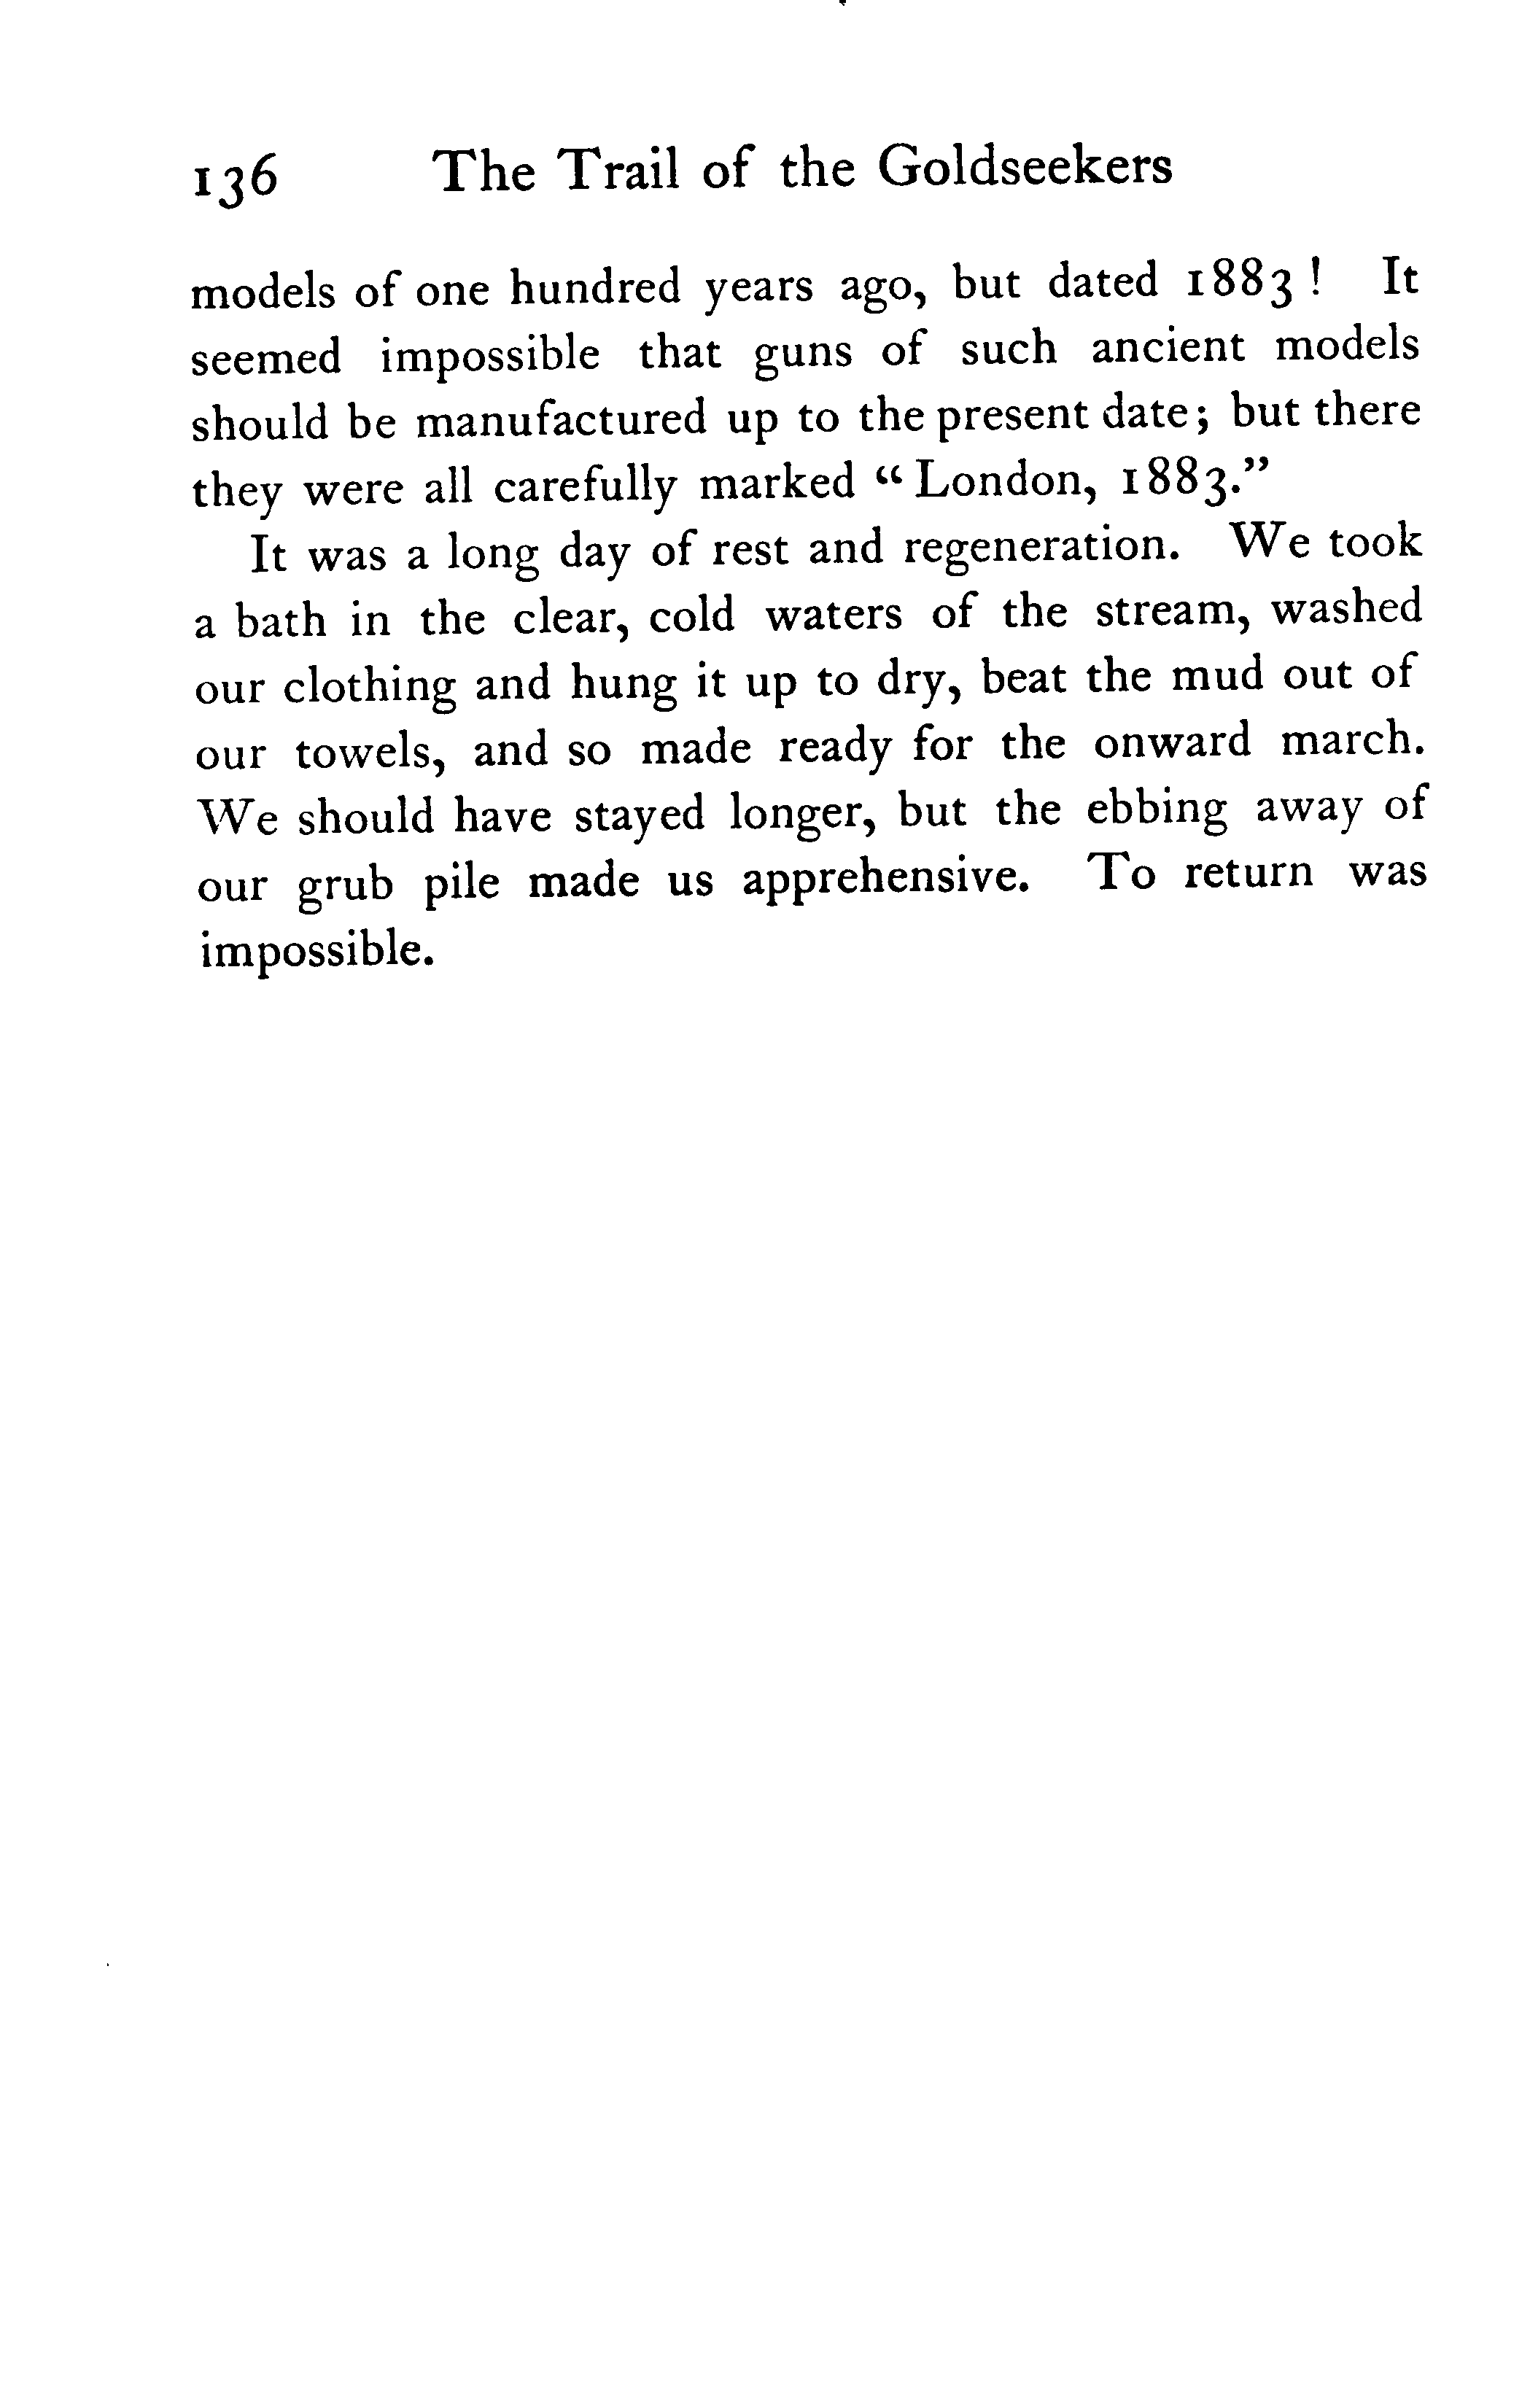 136 The Trail of the Goldseekers
models of one hundred years ago, but dated 1883! It
seemed impossible that guns of such ancient models
should be manufactured up to the present date; but there
they were all carefully marked "London, 1883."
It was a long day of rest and regeneration. We took
a bath in the clear, cold waters of the stream, washed
our clothing and hung it up to dry, beat the mud out of
our towels, and so made ready for the onward march.
We should have stayed longer, but the ebbing away of
our grub pile made us apprehensive. To return was
impossible.